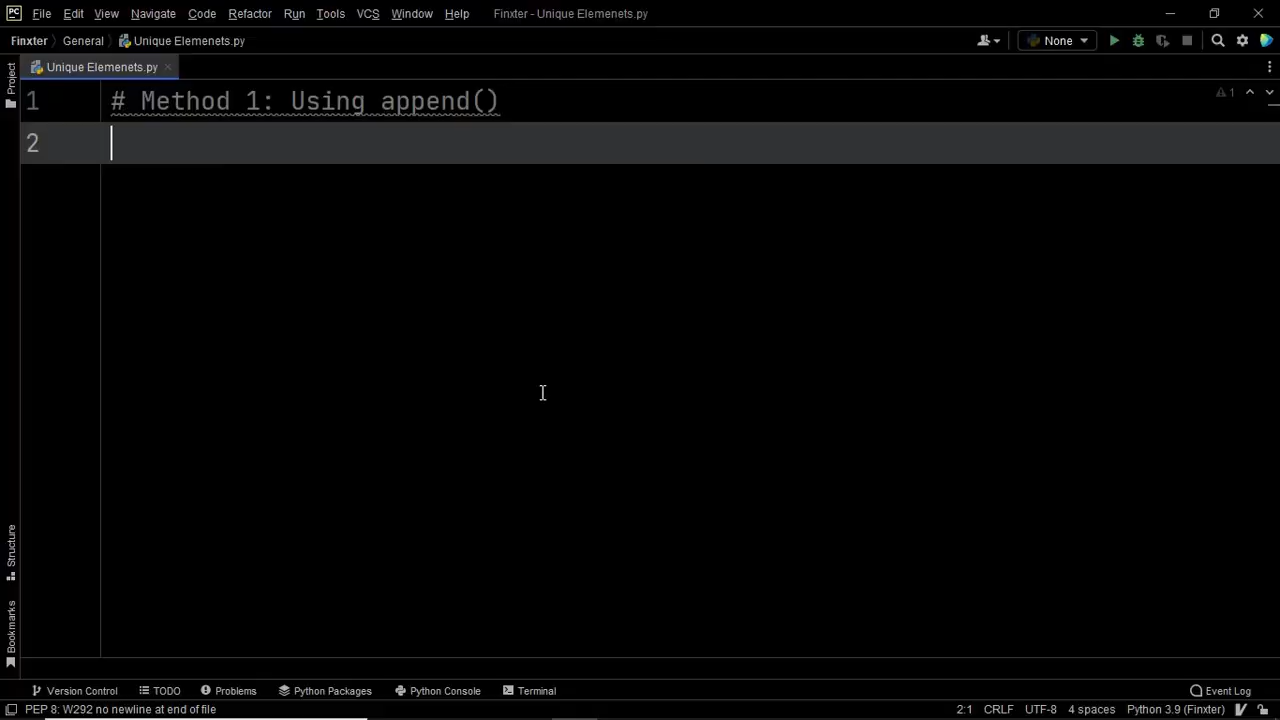 PC File Edit View Navigate Code Refactor Run Tools VCS Window Help Finxter - Unique Elemenets.py
Finxter General Unique Elemenets.py None
Project
Unique Elemenets.py
1 # Method 1: Using append() 1
2
Structure
Bookmarks
Version Control TODO Problems Python Packages Python Console Terminal Event Log
PEP 8: W292 no newline at end of file 2:1 CRLF UTF-8 4 spaces Python 3.9 (Finxter)